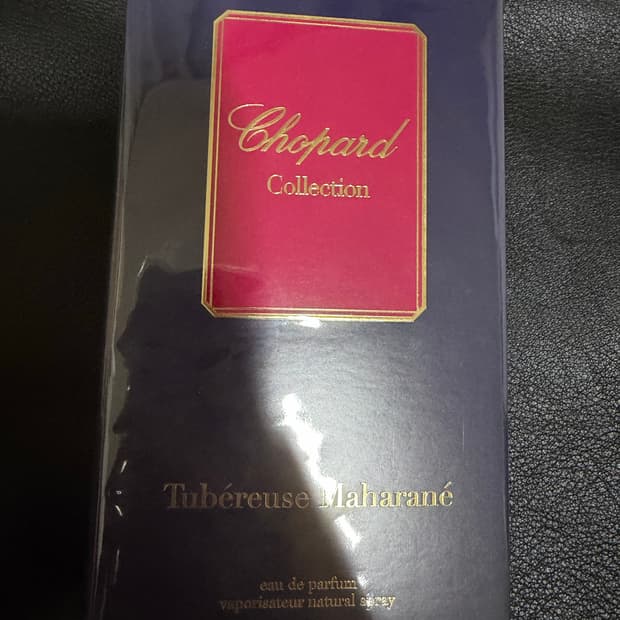 Chopard
Collection
Tubéreuse Maharané
eau de parfum
vaporisateur natural spray